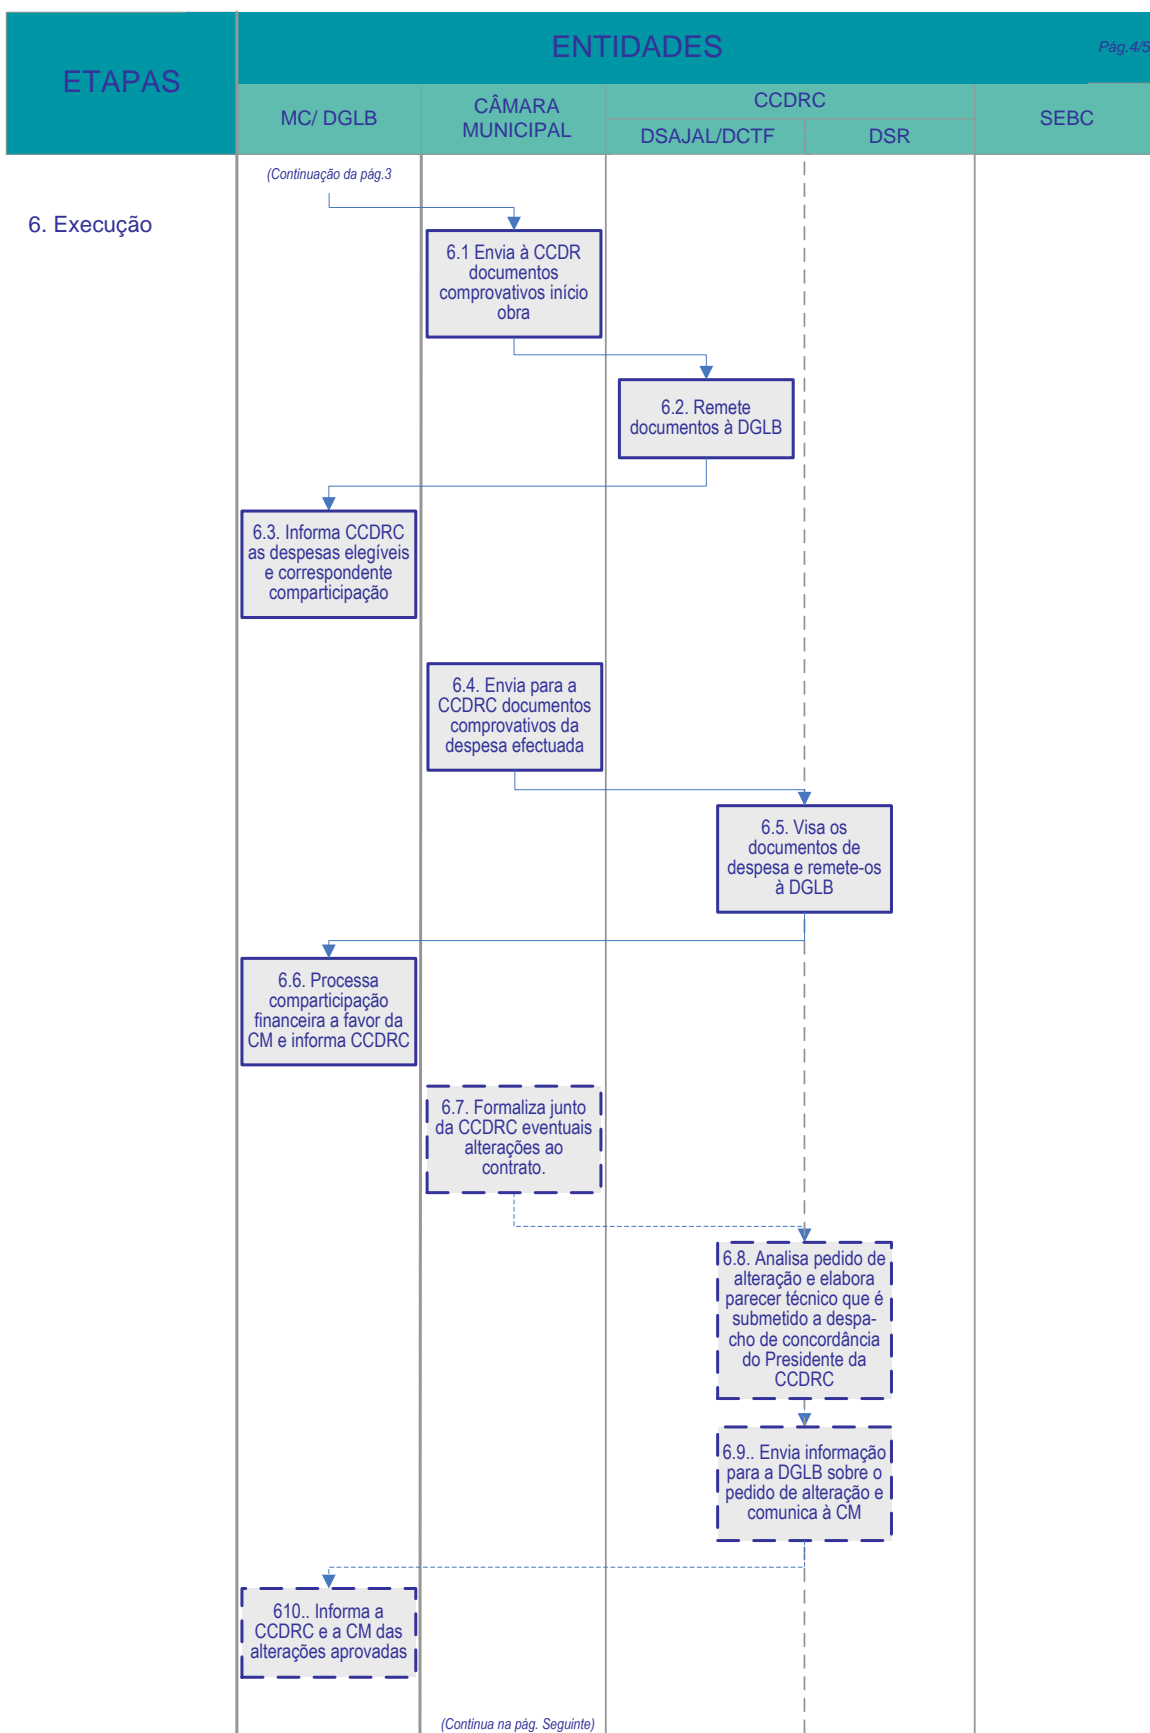 ETAPAS
ENTIDADES
Pág.4/5
MC/ DGLB
CÂMARA
MUNICIPAL
CCDRC
DSAJAL/DCTF
DSR
SEBC
(Continuação da pág.3
6. Execução
6.1 Envia à CCDR
documentos
comprovativos início
obra
6.2. Remete
documentos à DGLB
6.3. Informa CCDRC
as despesas elegíveis
e correspondente
comparticipação
6.4. Envia para a
CCDRC documentos
comprovativos da
despesa efectuada
6.5. Visa os
documentos de
despesa e remete-os
à DGLB
6.6. Processa
comparticipação
financeira a favor da
CM e informa CCDRC
6.7. Formaliza junto
da CCDRC eventuais
alterações ao
contrato.
6.8. Analisa pedido de
alteração e elabora
parecer técnico que é
submetido a despa-
cho de concordância
do Presidente da
CCDRC
6.9.. Envia informação
para a DGLB sobre o
pedido de alteração e
comunica à CM
610.. Informa a
CCDRC e a CM das
alterações aprovadas
(Continua na pág. Seguinte)